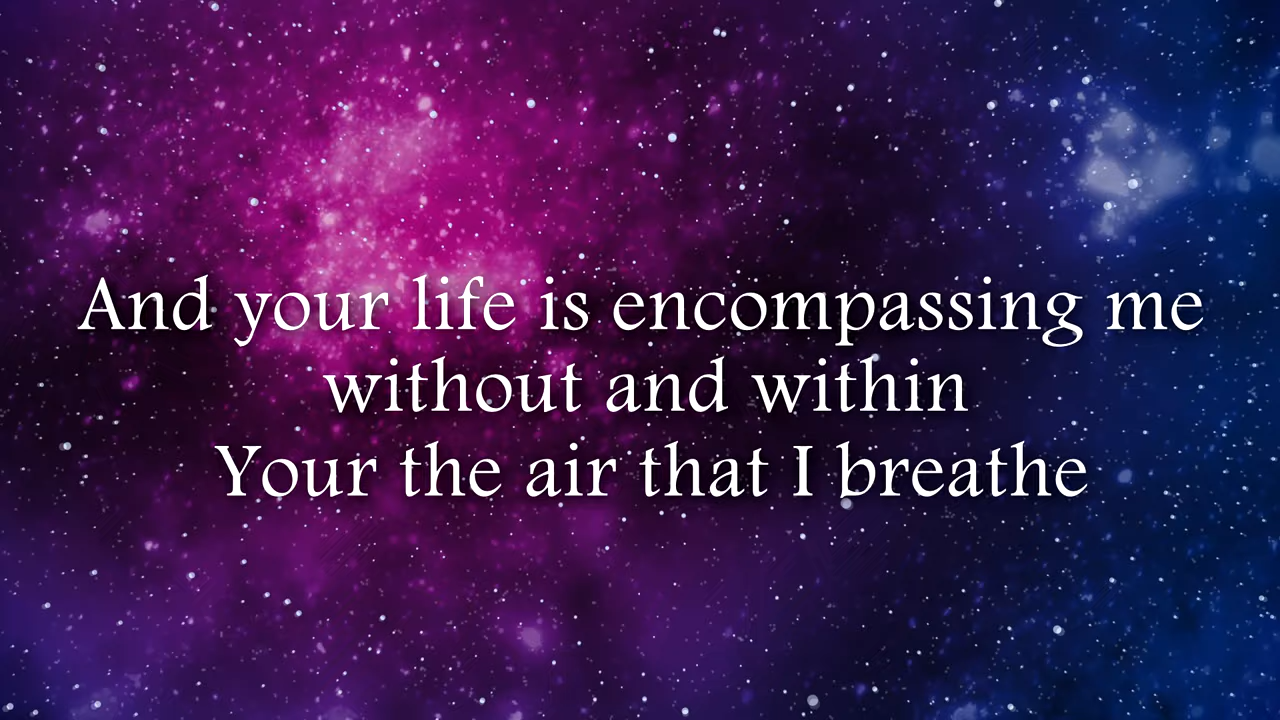 And your life is encompassing me
without and within
Your the air that I breathe